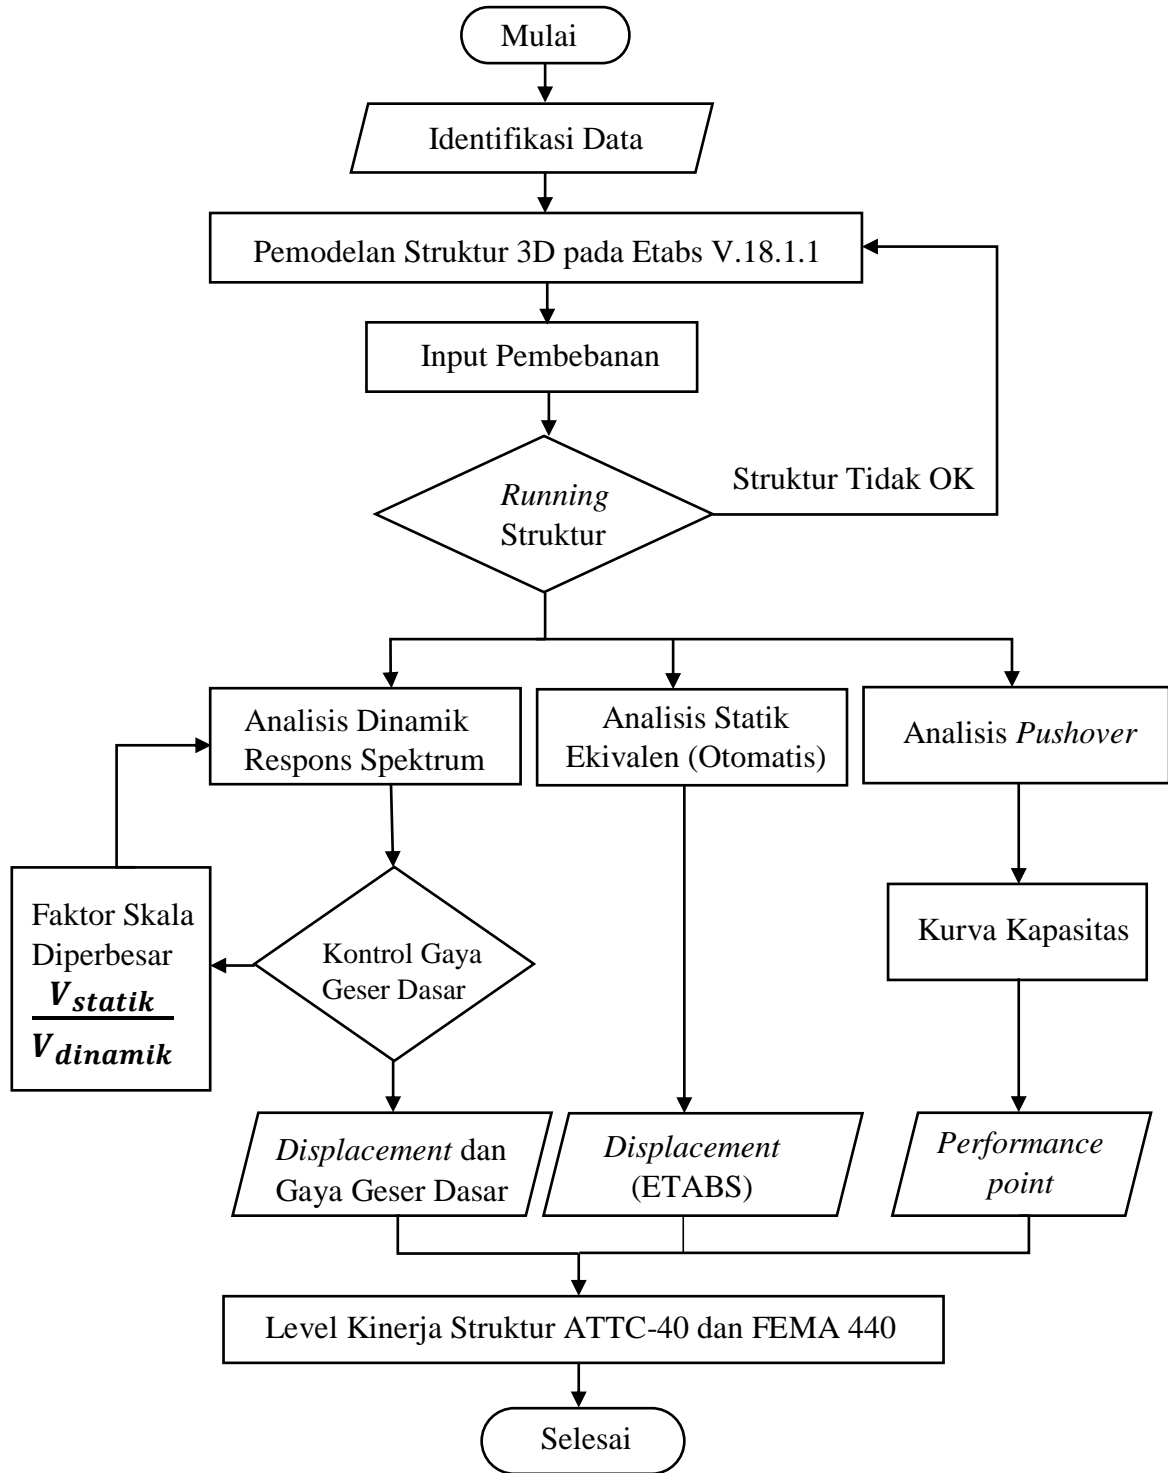 Mulai
Identifikasi Data
Pemodelan Struktur 3D pada Etabs V.18.1.1
Input Pembebanan
Struktur Tidak OK
Running
Struktur
Analisis Dinamik
Respons Spektrum
Analisis Statik
Ekivalen (Otomatis)
Analisis Pushover
Faktor Skala
Diperbesar
V statik
V dinamik
Kontrol Gaya
Geser Dasar
Kurva Kapasitas
Displacement dan
Gaya Geser Dasar
Displacement
(ETABS)
Performance
point
Level Kinerja Struktur ATTC-40 dan FEMA 440
Selesai